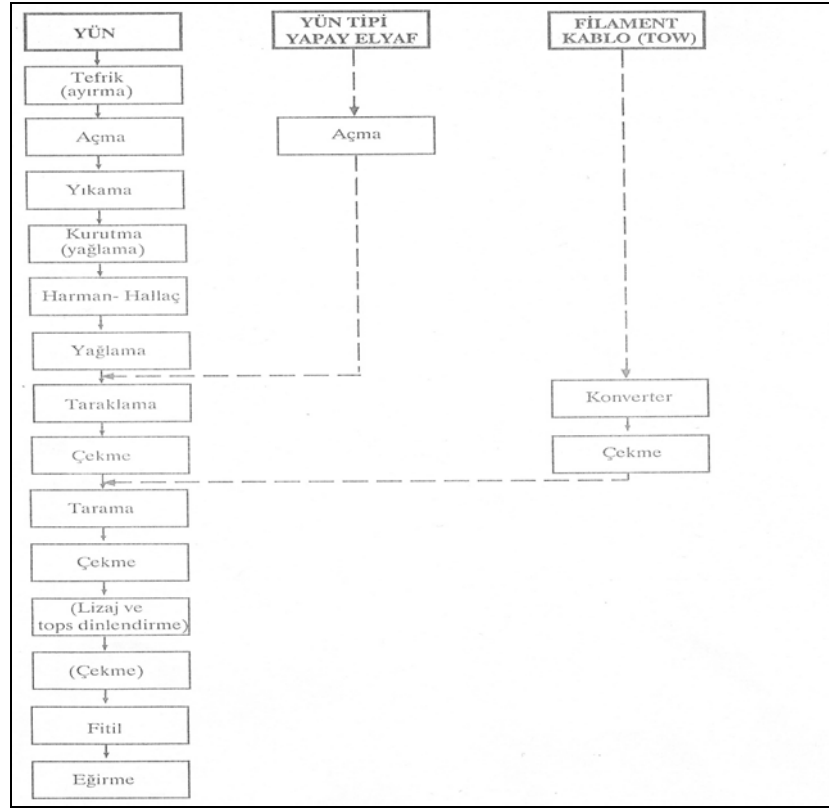 YÜN
YÜN TİPİ
YAPAY ELYAF
FİLAMENT
KABLO (TOW)
Tefrik
(ayırma)
Açma
Açma
Yıkama
Kurutma
(yağlama)
Harman- Hallaç
Yağlama
Taraklama
Konverter
Çekme
Çekme
Tarama
Çekme
(Lizaj ve
tops dinlendirme)
(Çekme)
Fitil
Eğirme